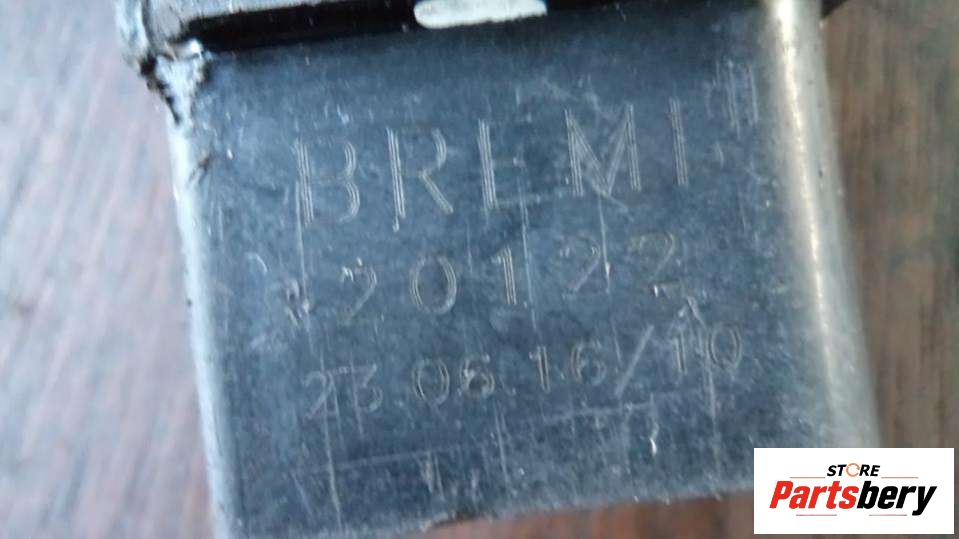 BREMI
20122
23.06.16/10
STORE
Partsbery